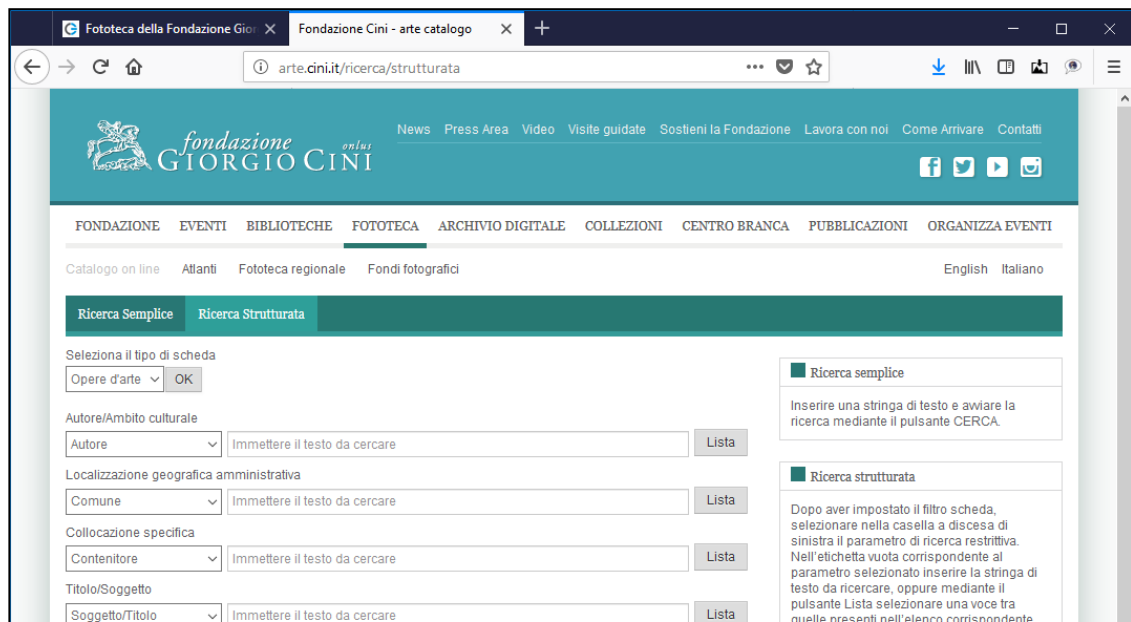 Fototeca della Fondazione Gior
Fondazione Cini - arte catalogo
arte.cini.it/ricerca/strutturata
News Press Area Video Visite guidate Sostieni la Fondazione Lavora con noi Come Arrivare Contatti
fondazione onlus
GIORGIO CINI
FONDAZIONE EVENTI BIBLIOTECHE FOTOTECA ARCHIVIO DIGITALE COLLEZIONI CENTRO BRANCA PUBBLICAZIONI ORGANIZZA EVENTI
Catalogo on line Atlanti Fototeca regionale Fondi fotografici English Italiano
Ricerca Semplice Ricerca Strutturata
Seleziona il tipo di scheda
Opere d'arte OK
Autore/Ambito culturale
Autore Immettere il testo da cercare Lista
Localizzazione geografica amministrativa
Comune Immettere il testo da cercare Lista
Collocazione specifica
Contenitore Immettere il testo da cercare Lista
Titolo/Soggetto
Soggetto/Titolo Immettere il testo da cercare Lista
Ricerca semplice
Inserire una stringa di testo e avviare la
ricerca mediante il pulsante CERCA.
Ricerca strutturata
Dopo aver impostato il filtro scheda,
selezionare nella casella a discesa di
sinistra il parametro di ricerca restrittiva.
Nell'etichetta vuota corrispondente al
parametro selezionato inserire la stringa di
testo da ricercare, oppure mediante il
pulsante Lista selezionare una voce tra
quelle presenti nell'elenco corrispondente